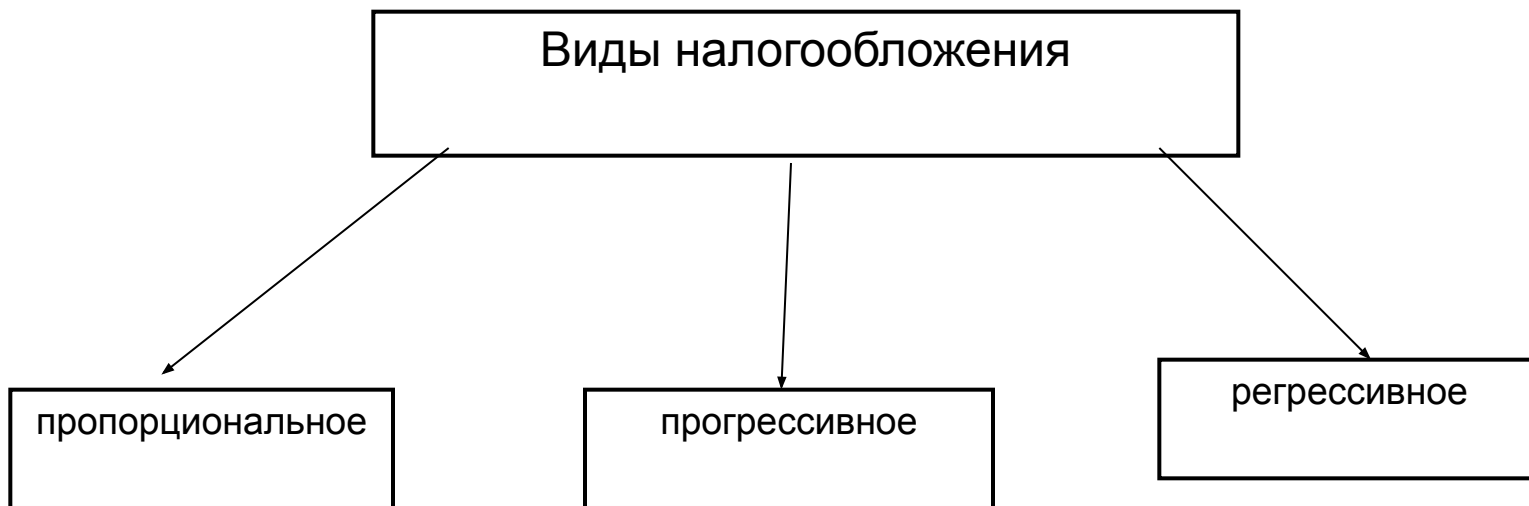 Виды налогообложения
пропорциональное
прогрессивное
регрессивное